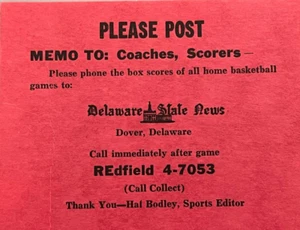 PLEASE POST
MEMO TO: Coaches, Scorers—
Please phone the box scores of all home basketball
games to:
Delaware State News
Dover, Delaware
Call immediately after game
REdfield 4-7053
(Call Collect)
Thank You—Hal Bodley, Sports Editor